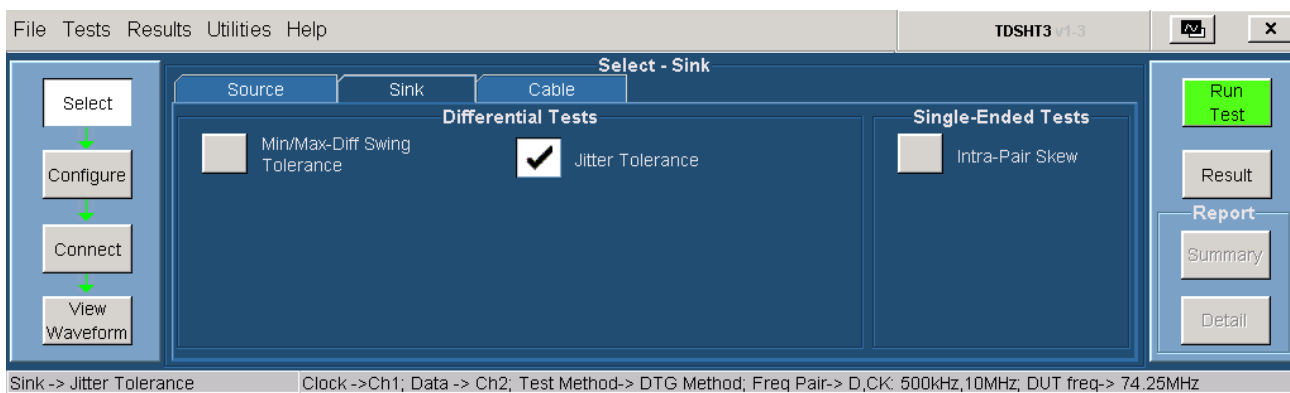 File Tests Results Utilities Help TDSHT3 v1-3 x
Select - Sink
Select
Configure
Connect
View
Waveform
Source Sink Cable
Differential Tests
Min/Max-Diff Swing
Tolerance
Jitter Tolerance
Single-Ended Tests
Intra-Pair Skew
Run
Test
Result
Report
Summary
Detail
Sink -> Jitter Tolerance Clock ->Ch1; Data -> Ch2; Test Method-> DTG Method; Freq Pair-> D,CK: 500kHz,10MHz; DUT freq-> 74.25MHz